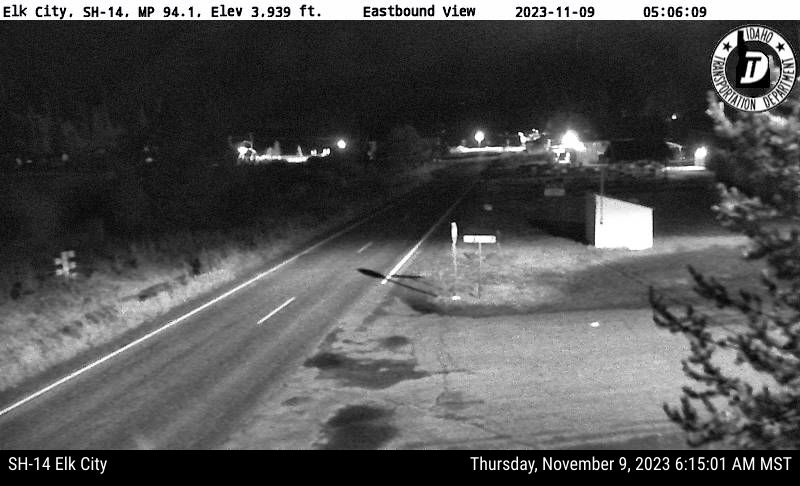 Elk City, SH-14, MP 94.1, Elev 3,939 ft. Eastbound View 2023-11-09 05:06:09
IDAHO
TRANSPORTATION DEPARTMENT
SH-14 Elk City Thursday, November 9, 2023 6:15:01 AM MST